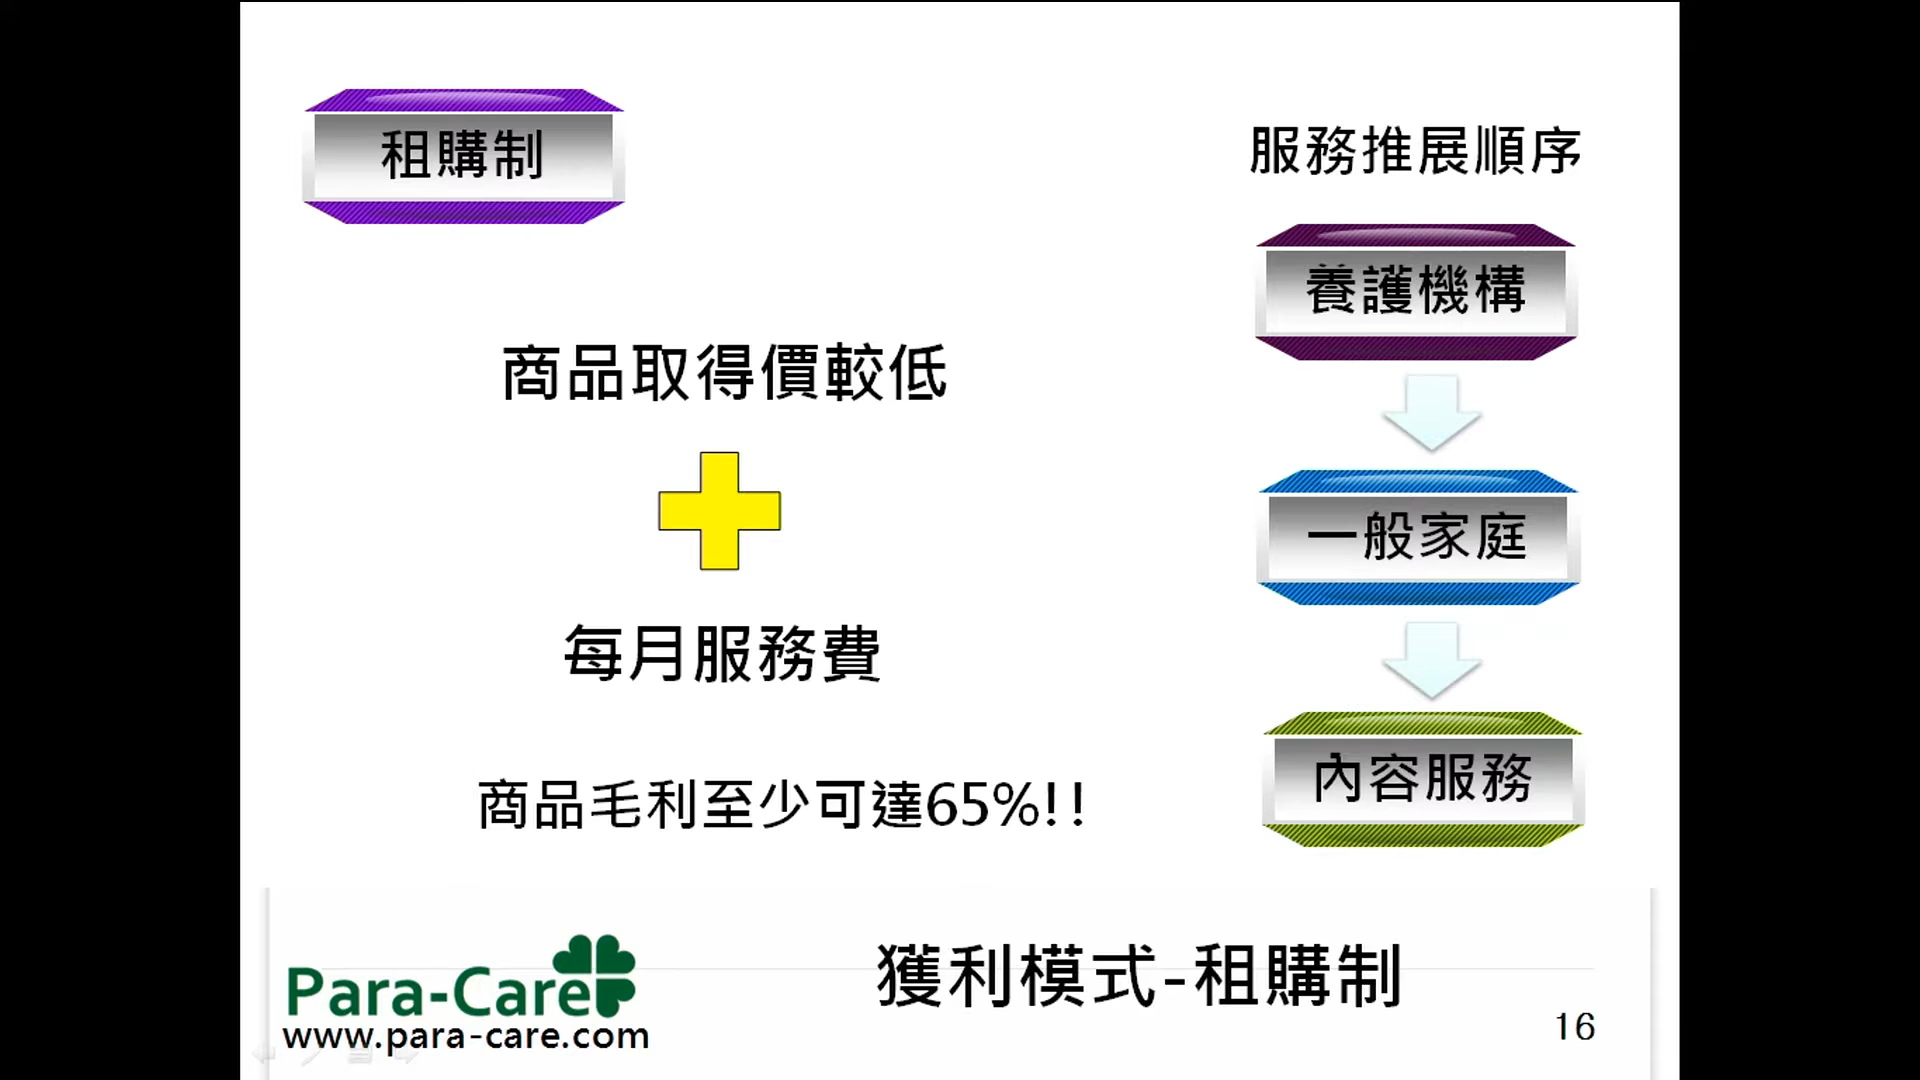 租購制
商品取得價較低
每月服務費
商品毛利至少可達65%!!
服務推展順序
養護機構
一般家庭
內容服務
Para-Care
www.para-care.com
獲利模式-租購制
16